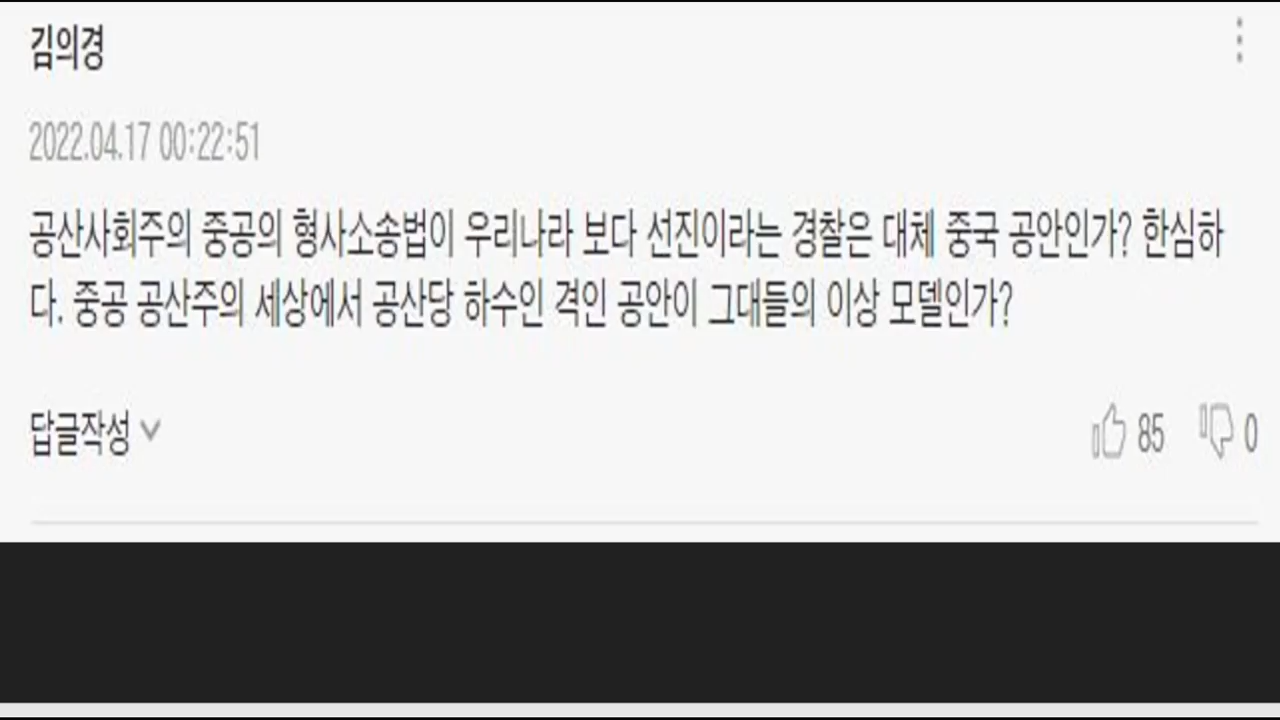 김의경
2022.04.17 00:22:51
공산사회주의 중공의 형사소송법이 우리나라 보다 선진이라는 경찰은 대체 중국 공안인가? 한심하
다. 중공 공산주의 세상에서 공산당 하수인 격인 공안이 그대들의 이상 모델인가?
답글작성
85 0